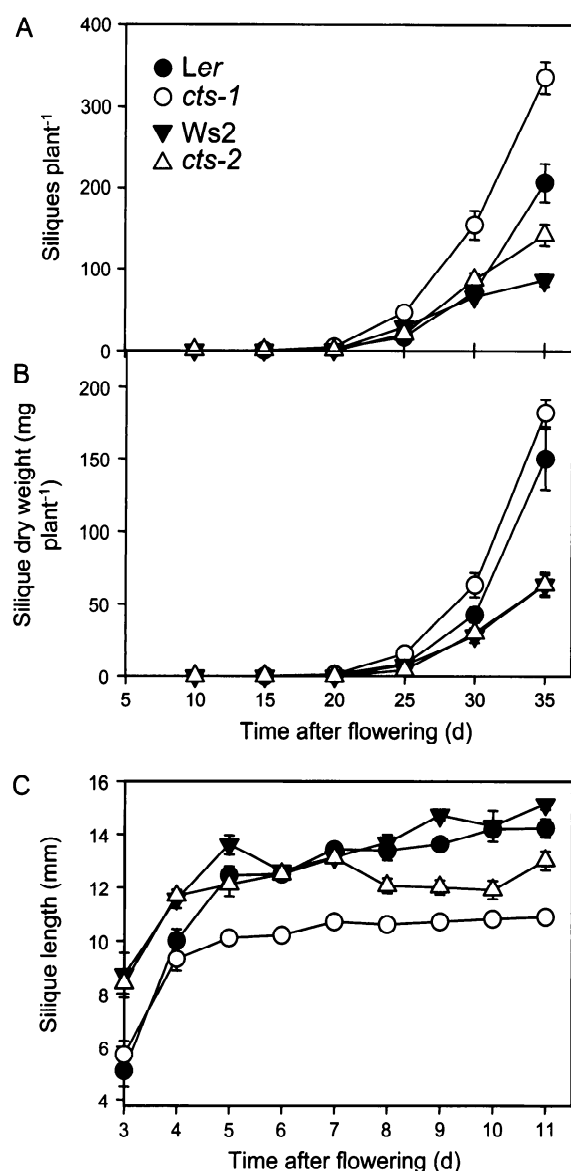 A
400
300
200
100
0
Siliques plant⁻¹
Ler
cts-1
Ws2
cts-2
B
200
150
100
50
0
Silique dry weight (mg
plant⁻¹)
5 10 15 20 25 30 35
Time after flowering (d)
C
16
14
12
10
8
6
4
Silique length (mm)
3 4 5 6 7 8 9 10 11
Time after flowering (d)